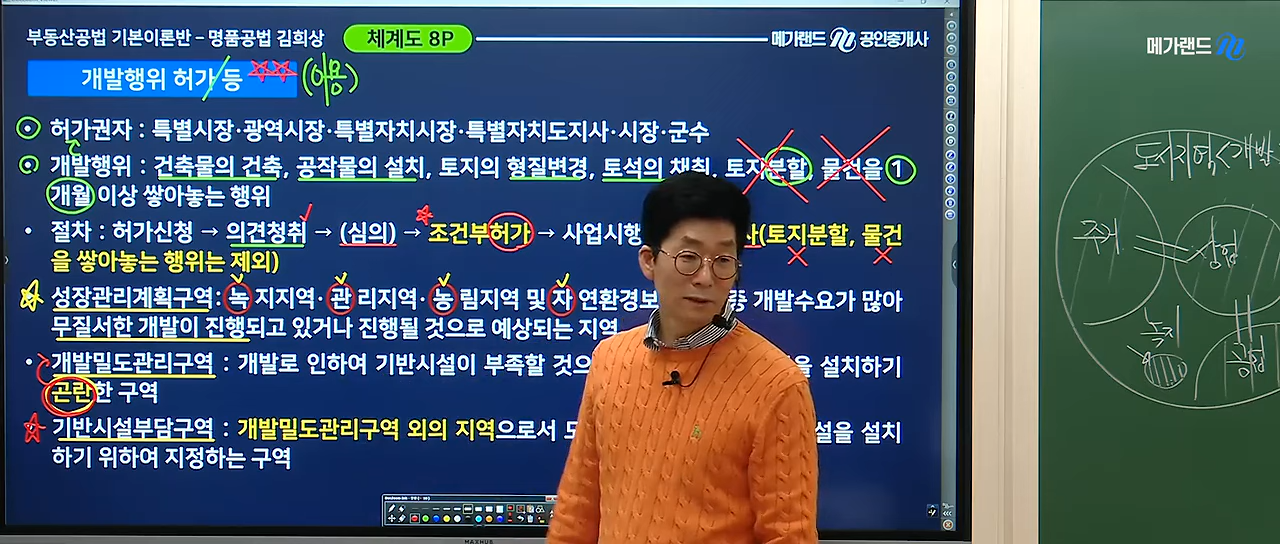 부동산공법 기본이론반 - 명품공법 김희상
체계도 8P
메가랜드 공인중개사
메가랜드
개발행위 허가 등
(이용)
• 허가권자 : 특별시장·광역시장·특별자치시장·특별자치도지사·시장·군수
개발행위 : 건축물의 건축, 공작물의 설치, 토지의 형질변경, 토석의 채취, 토지분할, 물건을 1
개월 이상 쌓아놓는 행위
• 절차 : 허가신청 → 의견청취 → (심의) → 조건부허가 → 사업시행 사(토지분할, 물건
을 쌓아놓는 행위는 제외)
성장관리계획구역: 녹지지역·관리지역·농림지역 및 자연환경보 등 개발수요가 많아
무질서한 개발이 진행되고 있거나 진행될 것으로 예상되는 지역
• 개발밀도관리구역 : 개발로 인하여 기반시설이 부족할 것으 을 설치하기
곤란한 구역
기반시설부담구역 : 개발밀도관리구역 외의 지역으로서 설을 설치
하기 위하여 지정하는 구역
MAXHUB
도시지역<개발
주거
상업
녹지
공업